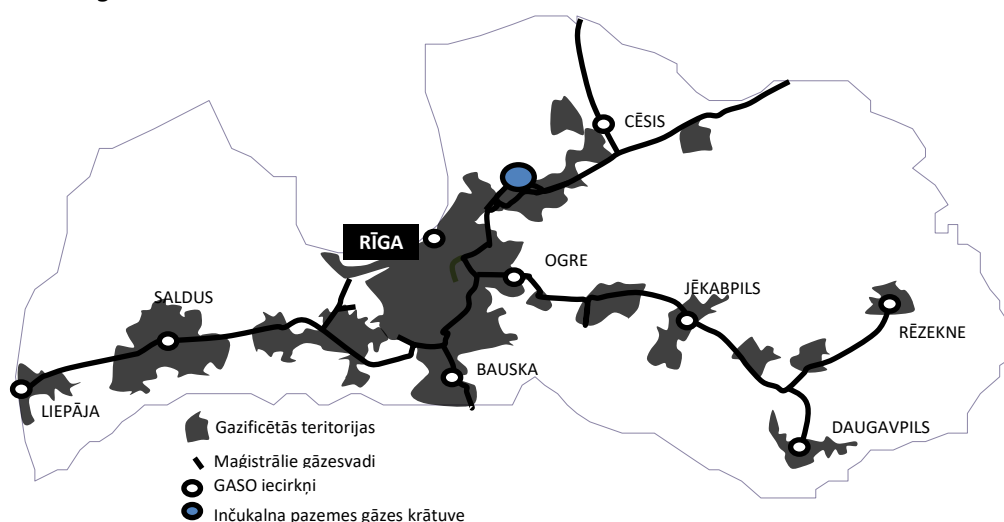 CĒSIS
RĪGA
OGRE
SALDUS
JĒKABPILS
RĒZEKNE
BAUSKA
LIEPĀJA
DAUGAVPILS
Gazificētās teritorijas
Maģistrālie gāzesvadi
GASO iecirkņi
Inčukalna pazemes gāzes krātuve